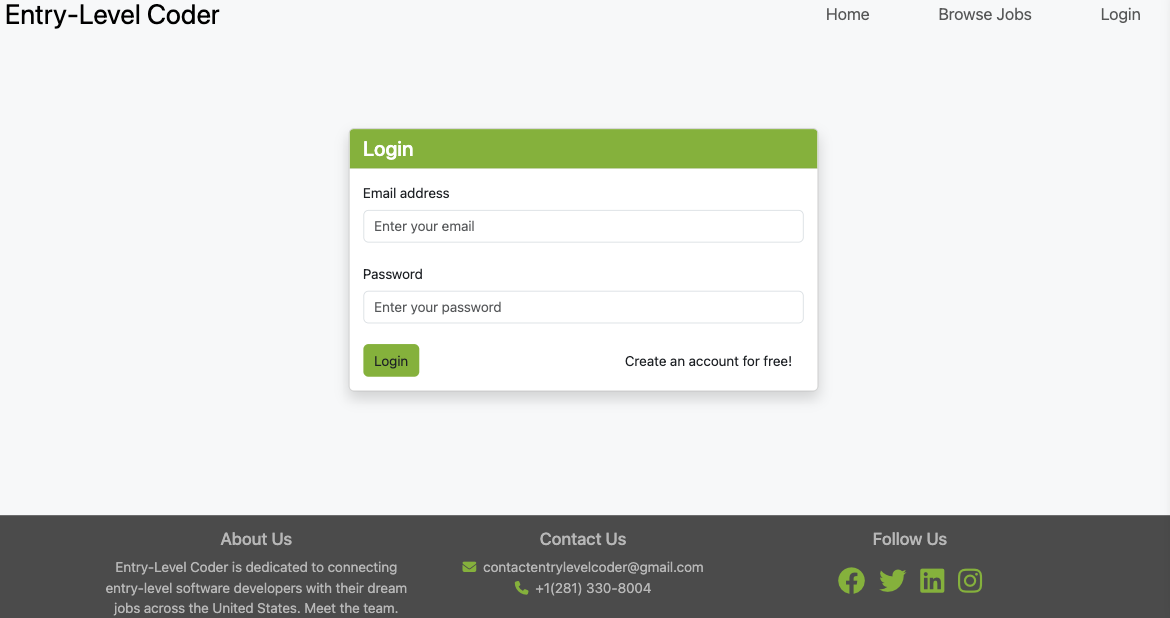 Entry-Level Coder
Home
Browse Jobs
Login
Login
Email address
Enter your email
Password
Enter your password
Login
Create an account for free!
About Us
Entry-Level Coder is dedicated to connecting
entry-level software developers with their dream
jobs across the United States. Meet the team.
Contact Us
contactentrylevelcoder@gmail.com
+1(281) 330-8004
Follow Us